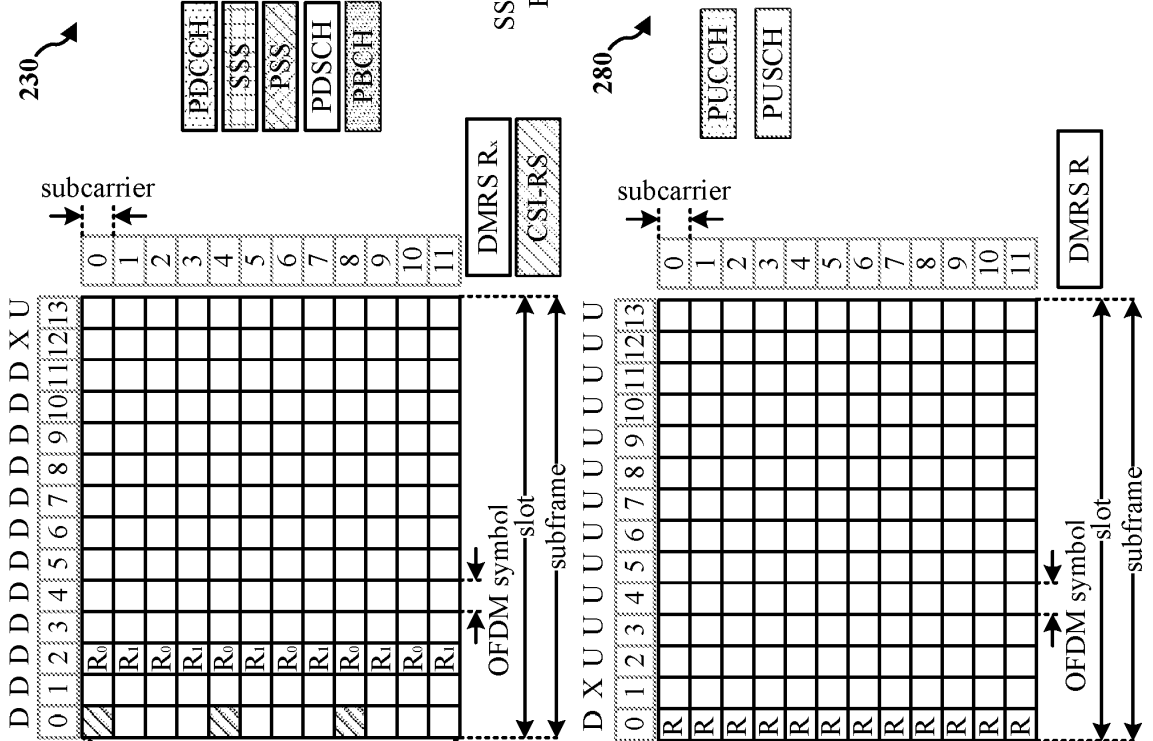 230
PDCCH
SSS
PSS
PDSCH
PBCH
SS
subcarrier
D D D D D D D D D D D D X U
0 1 2 3 4 5 6 7 8 9 10 11 12 13
0
1
2
3
4
5
6
7
8
9
10
11
R₀
R₁
R₀
R₁
R₀
R₁
R₀
R₁
R₀
R₁
R₀
R₁
DMRS Rₓ
CSI-RS
OFDM symbol
slot
subframe
280
PUCCH
PUSCH
subcarrier
D X U U U U U U U U U U U U
0 1 2 3 4 5 6 7 8 9 10 11 12 13
0
1
2
3
4
5
6
7
8
9
10
11
R
R
R
R
R
R
R
R
R
R
R
R
DMRS R
OFDM symbol
slot
subframe